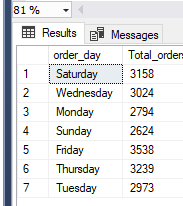 81 %
Results Messages
order_day Total_orders
1 Saturday 3158
2 Wednesday 3024
3 Monday 2794
4 Sunday 2624
5 Friday 3538
6 Thursday 3239
7 Tuesday 2973